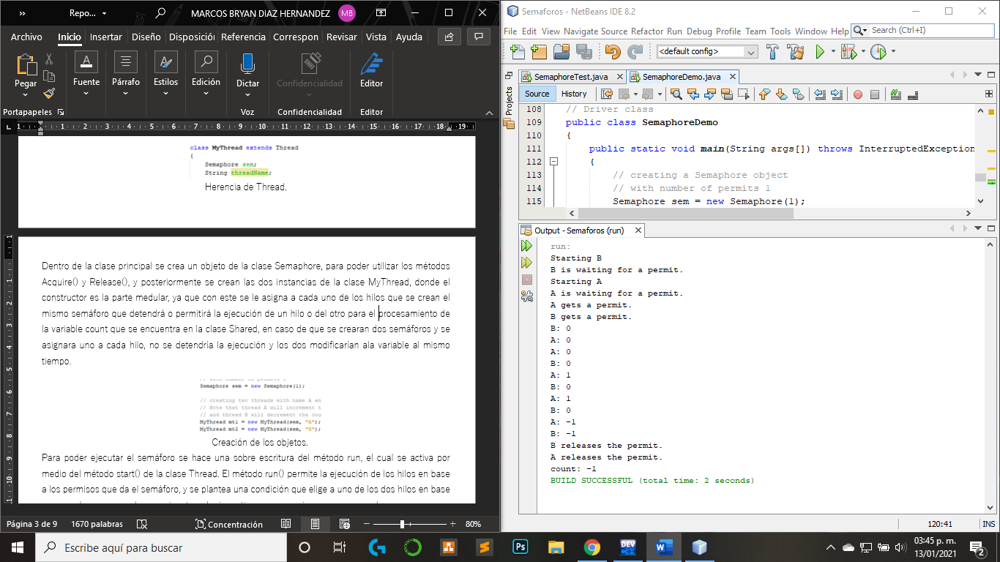 Repo...
MARCOS BRYAN DIAZ HERNANDEZ
MB
Archivo Inicio Insertar Diseño Disposició Referencia Correspon Revisar Vista Ayuda
Pegar
Fuente
Párrafo
Estilos
Edición
Dictar
Confidencialidad
Editor
Portapapeles
Voz
Confidencialidad
Editor
class MyThread extends Thread
{
Semaphore sem;
String threadName;
Herencia de Thread.
Dentro de la clase principal se crea un objeto de la clase Semaphore, para poder utilizar los métodos
Acquire() y Release(), y posteriormente se crean las dos instancias de la clase MyThread, donde el
constructor es la parte medular, ya que con este se le asigna a cada uno de los hilos que se crean el
mismo semáforo que detendrá o permitirá la ejecución de un hilo o del otro para el procesamiento de
la variable count que se encuentra en la clase Shared, en caso de que se crearan dos semáforos y se
asignara uno a cada hilo, no se detendría la ejecución y los dos modificarían ala variable al mismo
tiempo.
Semaphore sem = new Semaphore(1);
// creating two threads with name A an
// Note that thread A will increment t
// and thread B will decrement the cou
MyThread mt1 = new MyThread(sem, "A");
MyThread mt2 = new MyThread(sem, "B");
Creación de los objetos.
Para poder ejecutar el semáforo se hace una sobre escritura del método run, el cual se activa por
medio del método start() de la clase Thread. El método run() permite la ejecución de los hilos en base
a los permisos que da el semáforo, y se plantea una condición que elige a uno de los dos hilos en base
Página 3 de 9 1670 palabras Concentración 80%
Semaforos - NetBeans IDE 8.2
File Edit View Navigate Source Refactor Run Debug Profile Team Tools Window Help Search (Ctrl+I)
<default config>
SemaphoreTest.java SemaphoreDemo.java
Projects
Source History
108 // Driver class
109 public class SemaphoreDemo
110 {
111 public static void main(String args[]) throws InterruptedException
112 {
113 // creating a Semaphore object
114 // with number of permits 1
115 Semaphore sem = new Semaphore(1);
Output - Semaforos (run)
run:
Starting B
B is waiting for a permit.
Starting A
A is waiting for a permit.
A gets a permit.
B gets a permit.
B: 0
A: 0
A: 0
B: 0
A: 1
B: 0
A: 1
B: 0
A: -1
B: -1
B releases the permit.
A releases the permit.
count: -1
BUILD SUCCESSFUL (total time: 2 seconds)
120:41 INS
Escribe aquí para buscar
Ps
DEV
03:45 p. m.
13/01/2021
2